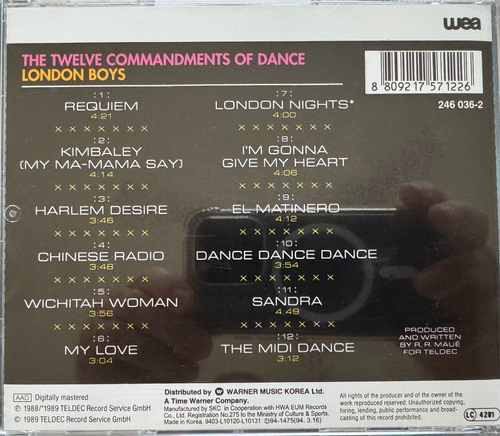 wea
THE TWELVE COMMANDMENTS OF DANCE
LONDON BOYS
8 809217 571226
246 036-2
:1:
REQUIEM
4:21
×××××××
:2:
KIMBALEY
(MY MA-MAMA SAY)
4:14
×××××××
:3:
HARLEM DESIRE
3:46
×××××××
:4:
CHINESE RADIO
3:48
×××××××
:5:
WICHITAH WOMAN
3:56
×××××××
:6:
MY LOVE
3:04
:7:
LONDON NIGHTS*
4:00
×××××××
:8:
I'M GONNA
GIVE MY HEART
4:06
×××××××
:9:
EL MATINERO
4:12
×××××××
:10:
DANCE DANCE DANCE
3:54
×××××××
:11:
SANDRA
4.49
×××××××
:12:
THE MIDI DANCE
3:12
PRODUCED
AND WRITTEN
BY R. R. MAUÉ
FOR TELDEC
AAD Digitally mastered
℗ 1988/*1989 TELDEC Record Service GmbH
© 1989 TELDEC Record Service GmbH
Distributed by WARNER MUSIC KOREA Ltd.
A Time Warner Company.
Manufactured by SKC in Cooperation with HWA EUM Records
Co., Ltd. Registration No.275 to the Ministry of Culture & Sports.
Made in Korea. 9403-L10120-L10131 ⓓ94-1475(94. 3.16)
All rights of the producer and of the owner of the
work reproduced reserved. Unauthorized copying,
hiring, lending, public performance and broad-
casting of this record prohibited.
LC 4281